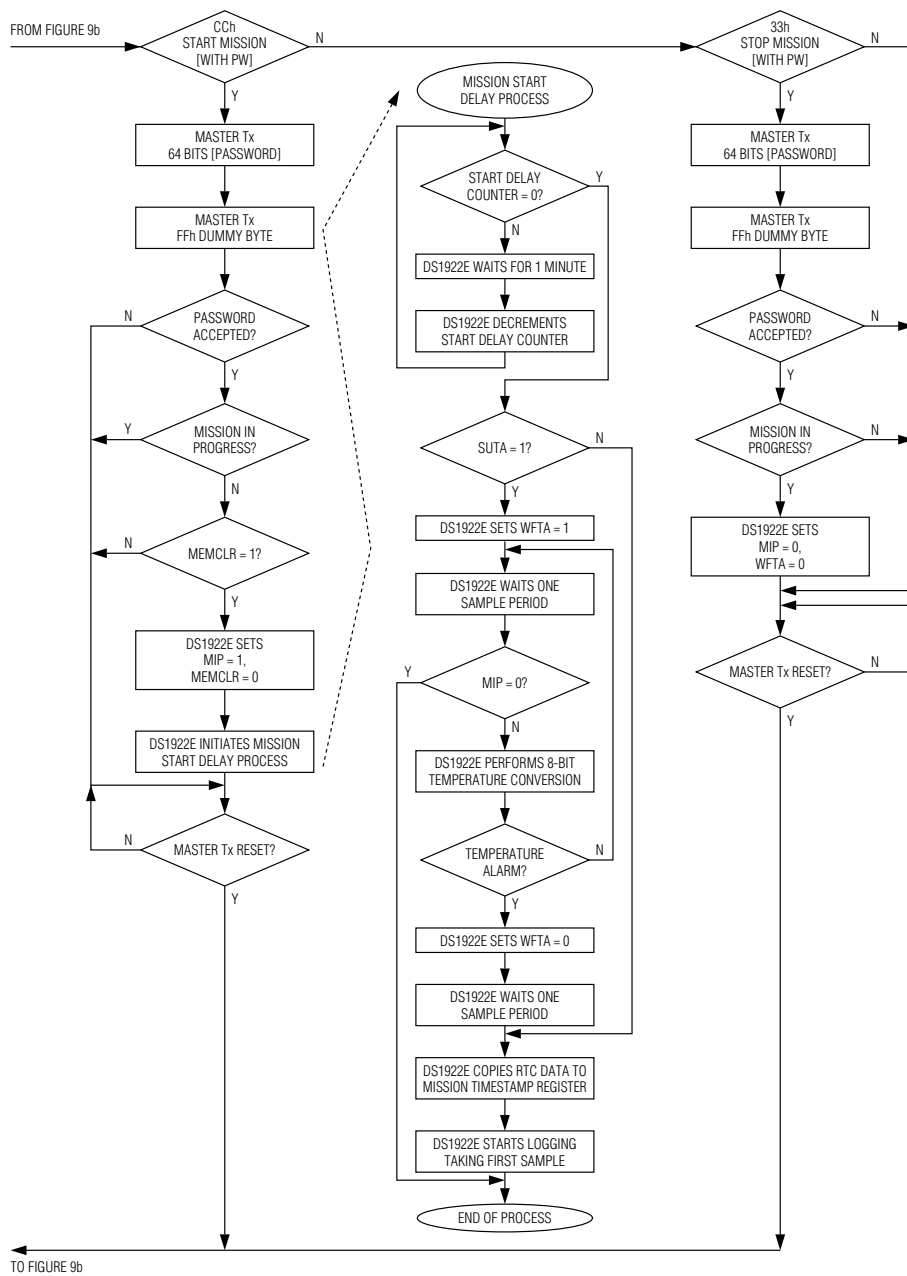 FROM FIGURE 9b
CCh
START MISSION
[WITH PW]
N
Y
MASTER Tx
64 BITS [PASSWORD]
MASTER Tx
FFh DUMMY BYTE
N
PASSWORD
ACCEPTED?
Y
Y
MISSION IN
PROGRESS?
N
N
MEMCLR = 1?
Y
DS1922E SETS
MIP = 1,
MEMCLR = 0
DS1922E INITIATES MISSION
START DELAY PROCESS
N
MASTER Tx RESET?
Y
MISSION START
DELAY PROCESS
START DELAY
COUNTER = 0?
Y
N
DS1922E WAITS FOR 1 MINUTE
DS1922E DECREMENTS
START DELAY COUNTER
SUTA = 1?
N
Y
DS1922E SETS WFTA = 1
DS1922E WAITS ONE
SAMPLE PERIOD
Y
MIP = 0?
N
DS1922E PERFORMS 8-BIT
TEMPERATURE CONVERSION
TEMPERATURE
ALARM?
N
Y
DS1922E SETS WFTA = 0
DS1922E WAITS ONE
SAMPLE PERIOD
DS1922E COPIES RTC DATA TO
MISSION TIMESTAMP REGISTER
DS1922E STARTS LOGGING
TAKING FIRST SAMPLE
END OF PROCESS
33h
STOP MISSION
[WITH PW]
N
Y
MASTER Tx
64 BITS [PASSWORD]
MASTER Tx
FFh DUMMY BYTE
PASSWORD
ACCEPTED?
N
Y
MISSION IN
PROGRESS?
N
Y
DS1922E SETS
MIP = 0,
WFTA = 0
MASTER Tx RESET?
N
Y
TO FIGURE 9b